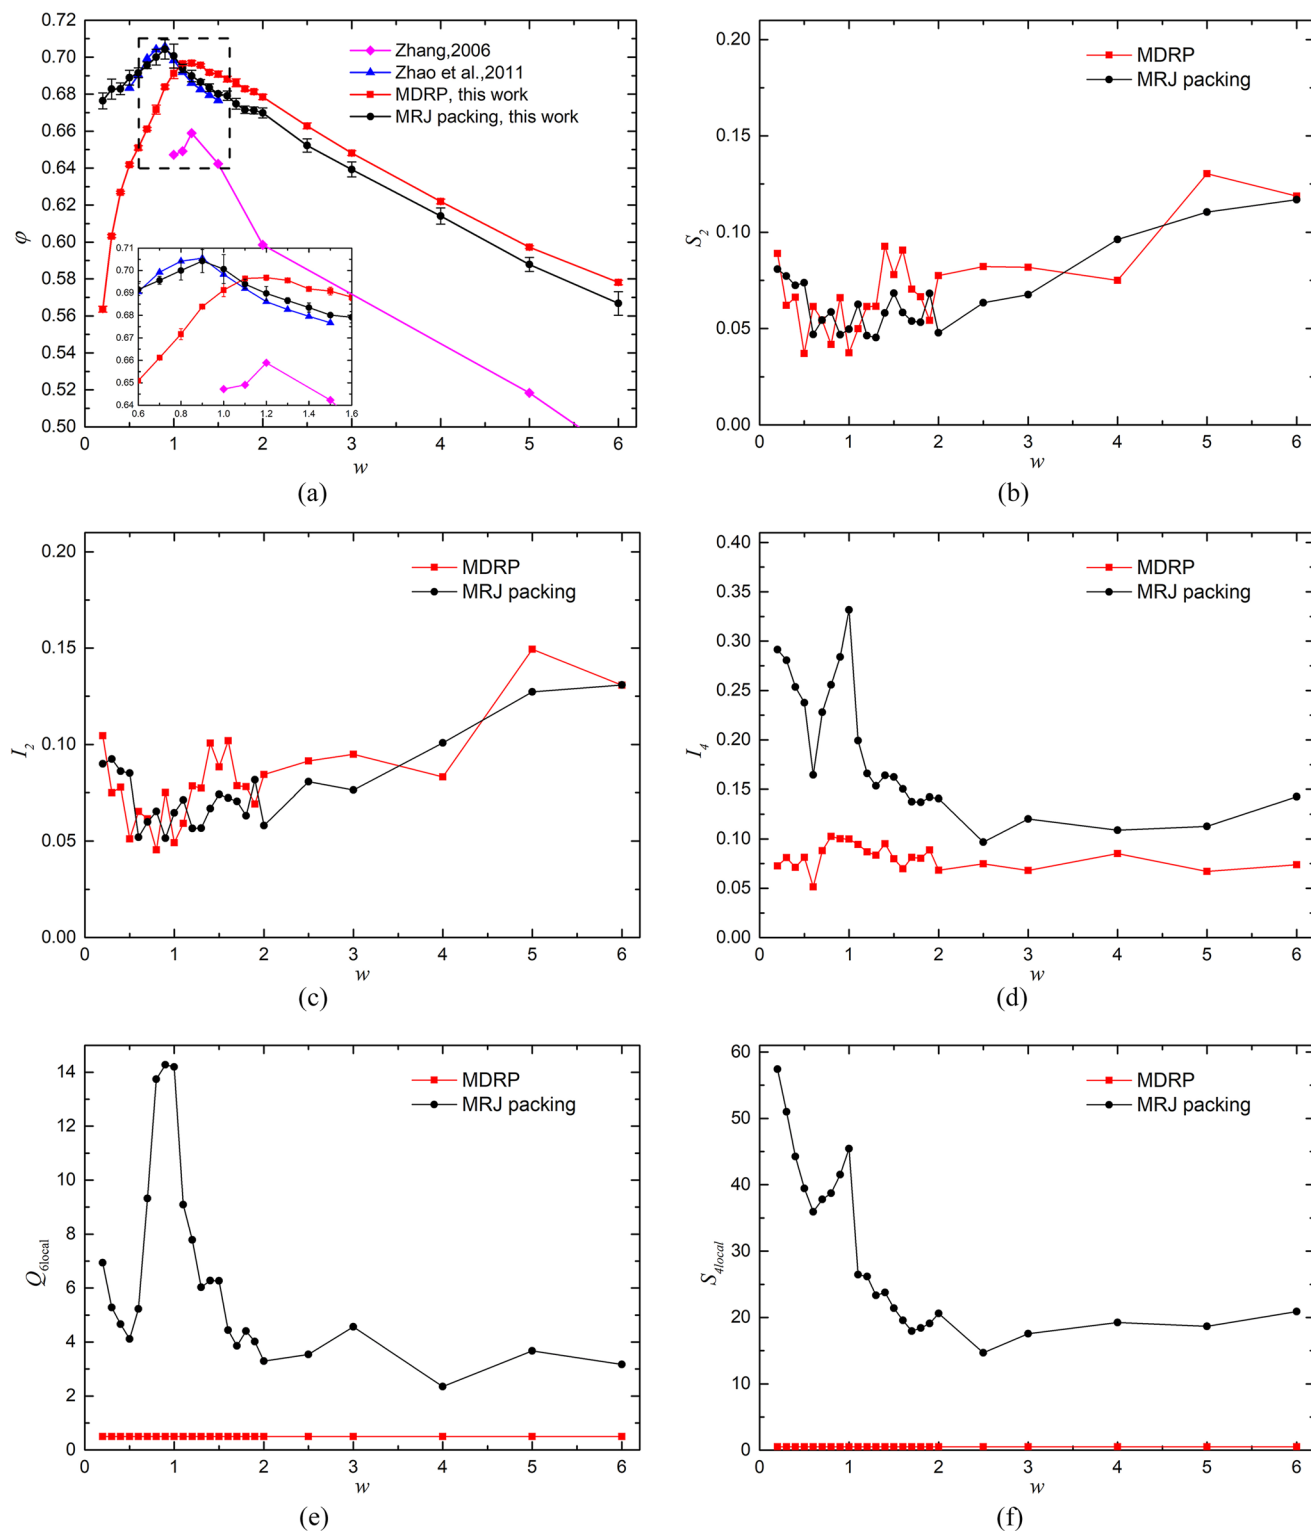 0.72
0.70
0.68
0.66
0.64
0.62
0.60
0.58
0.56
0.54
0.52
0.50
φ
Zhang,2006
Zhao et al.,2011
MDRP, this work
MRJ packing, this work
0.71
0.70
0.69
0.68
0.67
0.66
0.65
0.64
0.6 0.8 1.0 1.2 1.4 1.6
0 1 2 3 4 5 6
w
(a)
0.20
0.15
0.10
0.05
0.00
S2
MDRP
MRJ packing
0 1 2 3 4 5 6
w
(b)
0.20
0.15
0.10
0.05
0.00
I2
MDRP
MRJ packing
0 1 2 3 4 5 6
w
(c)
0.40
0.35
0.30
0.25
0.20
0.15
0.10
0.05
0.00
I4
MDRP
MRJ packing
0 1 2 3 4 5 6
w
(d)
14
12
10
8
6
4
2
0
Q6local
MDRP
MRJ packing
0 1 2 3 4 5 6
w
(e)
60
50
40
30
20
10
0
S4local
MDRP
MRJ packing
0 1 2 3 4 5 6
w
(f)